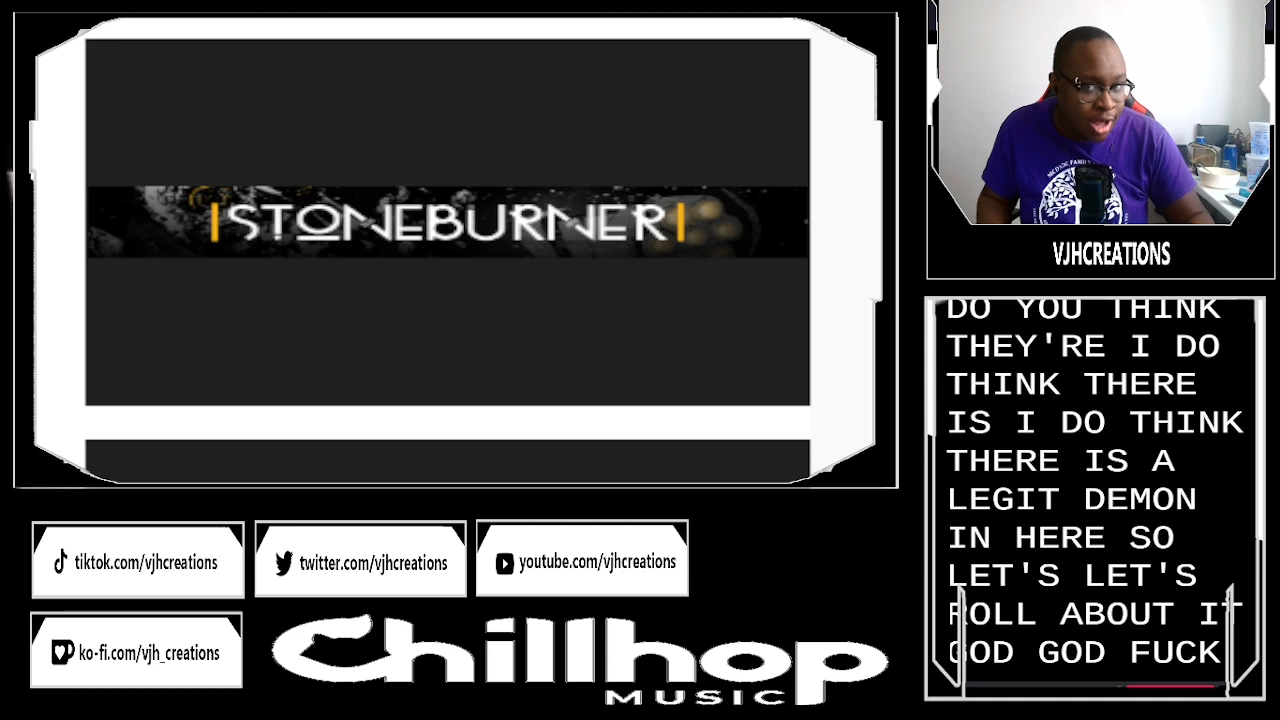 |STONEBURNER|
MCDADE FAMILY
VJHCREATIONS
DO YOU THINK
THEY'RE I DO
THINK THERE
IS I DO THINK
THERE IS A
LEGIT DEMON
IN HERE SO
LET'S LET'S
ROLL ABOUT IT
GOD GOD FUCK
tiktok.com/vjhcreations
twitter.com/vjhcreations
youtube.com/vjhcreations
ko-fi.com/vjh_creations
Chillhop
MUSIC